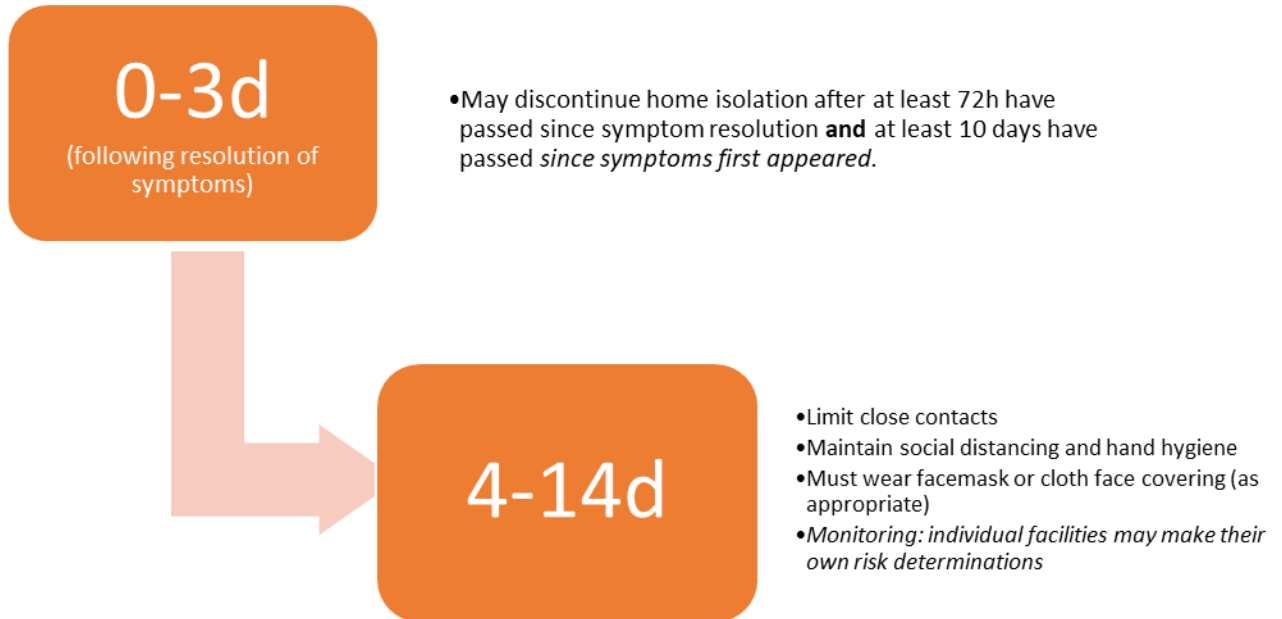 0-3d
(following resolution of
symptoms)
•May discontinue home isolation after at least 72h have
passed since symptom resolution and at least 10 days have
passed since symptoms first appeared.
4-14d
•Limit close contacts
•Maintain social distancing and hand hygiene
•Must wear facemask or cloth face covering (as
appropriate)
•Monitoring: individual facilities may make their
own risk determinations